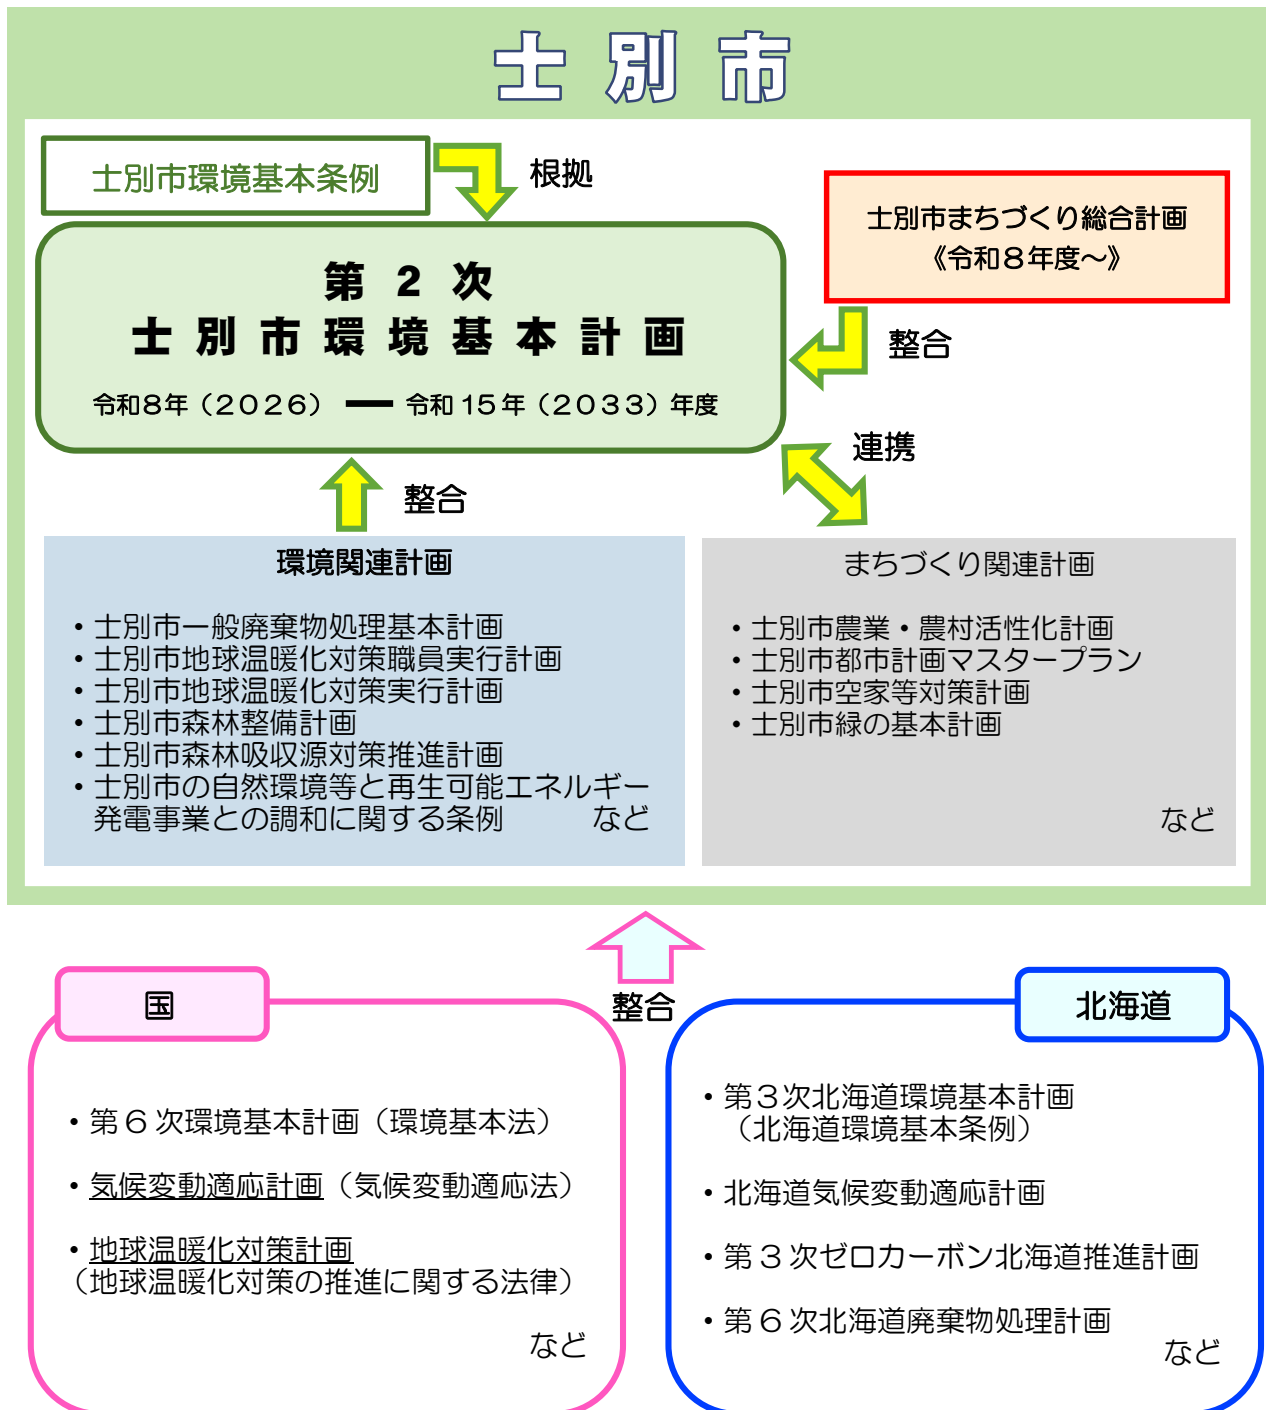 士別市
士別市環境基本条例
根拠
士別市まちづくり総合計画
《令和８年度～》
第２次
士別市環境基本計画
令和8年（２０２６） ー 令和15年（２０３３）年度
整合
連携
整合
環境関連計画
・士別市一般廃棄物処理基本計画
・士別市地球温暖化対策職員実行計画
・士別市地球温暖化対策実行計画
・士別市森林整備計画
・士別市森林吸収源対策推進計画
・士別市の自然環境等と再生可能エネルギー
発電事業との調和に関する条例　　　など
まちづくり関連計画
・士別市農業・農村活性化計画
・士別市都市計画マスタープラン
・士別市空家等対策計画
・士別市緑の基本計画
など
整合
国
・第６次環境基本計画（環境基本法）
・気候変動適応計画（気候変動適応法）
・地球温暖化対策計画
（地球温暖化対策の推進に関する法律）
など
北海道
・第３次北海道環境基本計画
（北海道環境基本条例）
・北海道気候変動適応計画
・第３次ゼロカーボン北海道推進計画
・第６次北海道廃棄物処理計画
など